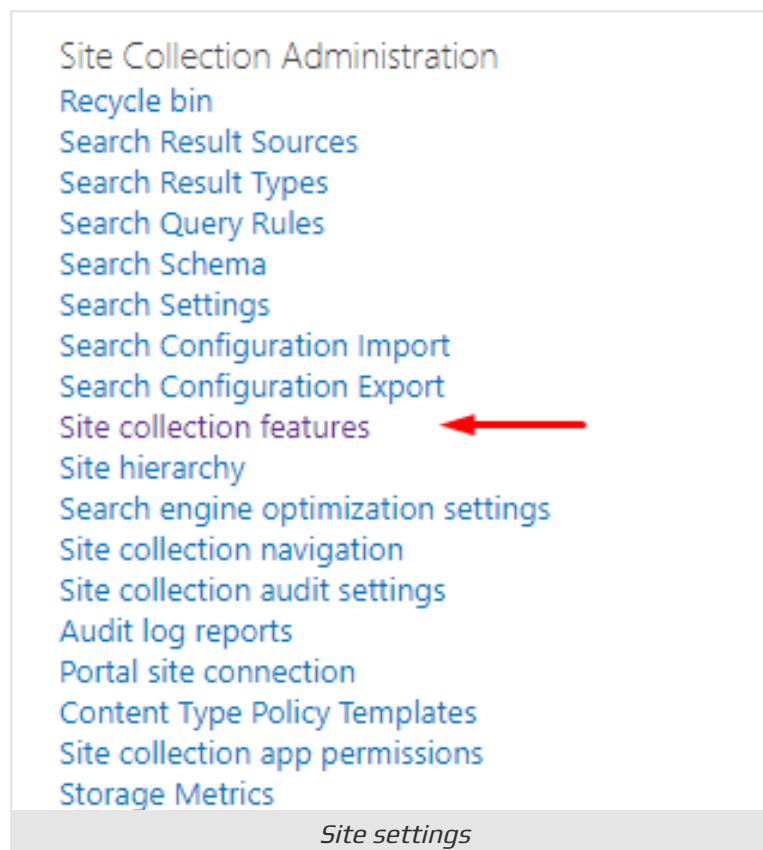 Site Collection Administration
Recycle bin
Search Result Sources
Search Result Types
Search Query Rules
Search Schema
Search Settings
Search Configuration Import
Search Configuration Export
Site collection features
Site hierarchy
Search engine optimization settings
Site collection navigation
Site collection audit settings
Audit log reports
Portal site connection
Content Type Policy Templates
Site collection app permissions
Storage Metrics
Site settings